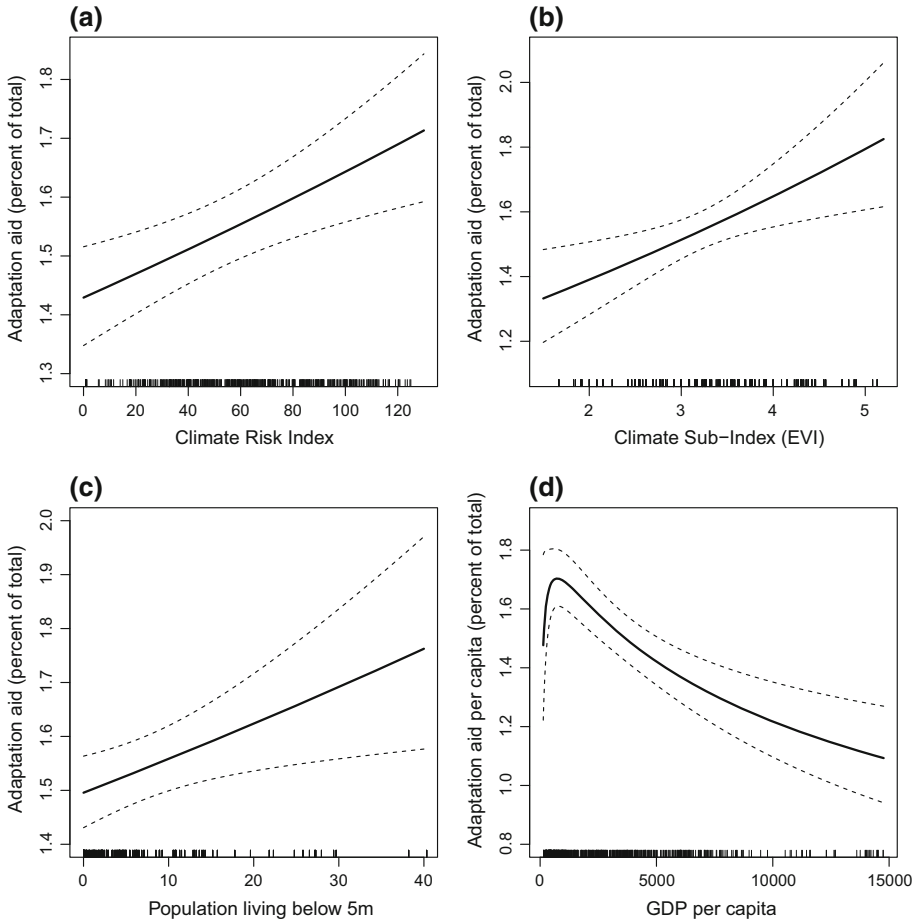 (a)
Adaptation aid (percent of total)
1.3 1.4 1.5 1.6 1.7 1.8
0 20 40 60 80 100 120
Climate Risk Index
(b)
Adaptation aid (percent of total)
1.2 1.4 1.6 1.8 2.0
2 3 4 5
Climate Sub−Index (EVI)
(c)
Adaptation aid (percent of total)
1.4 1.5 1.6 1.7 1.8 1.9 2.0
0 10 20 30 40
Population living below 5m
(d)
Adaptation aid per capita (percent of total)
0.8 1.0 1.2 1.4 1.6 1.8
0 5000 10000 15000
GDP per capita